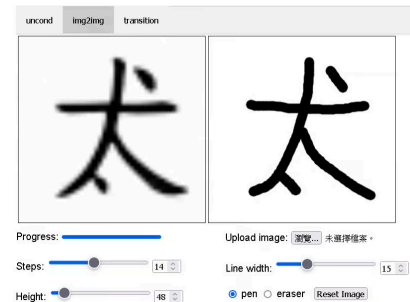 uncond img2img transition
Progress:
Upload image: 瀏覽... 未選擇檔案。
Steps: 14
Line width: 15
Height: 48
pen eraser Reset Image